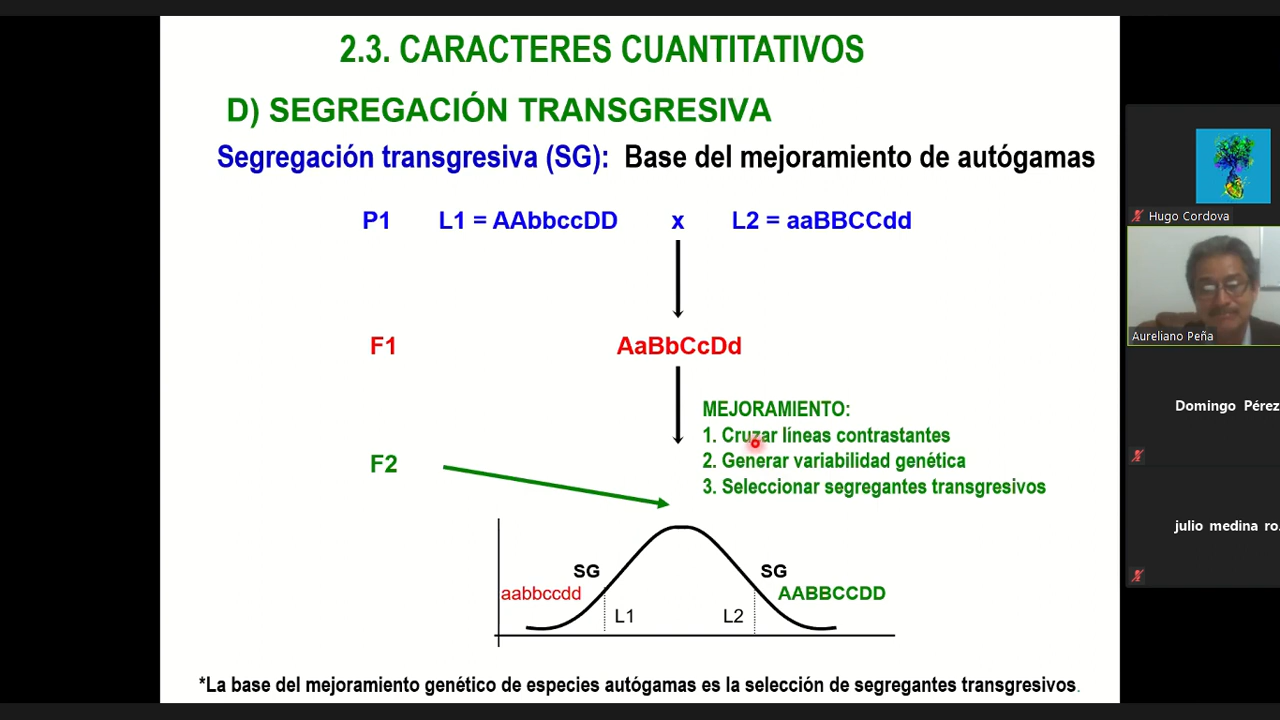 2.3. CARACTERES CUANTITATIVOS
D) SEGREGACIÓN TRANSGRESIVA
Segregación transgresiva (SG): Base del mejoramiento de autógamas
P1 L1 = AAbbccDD x L2 = aaBBCCdd
F1 AaBbCcDd
MEJORAMIENTO:
1. Cruzar líneas contrastantes
2. Generar variabilidad genética
3. Seleccionar segregantes transgresivos
F2
SG SG
aabbccdd AABBCCDD
L1 L2
*La base del mejoramiento genético de especies autógamas es la selección de segregantes transgresivos.
Hugo Cordova
Aureliano Peña
Domingo Pérez
julio medina ro.